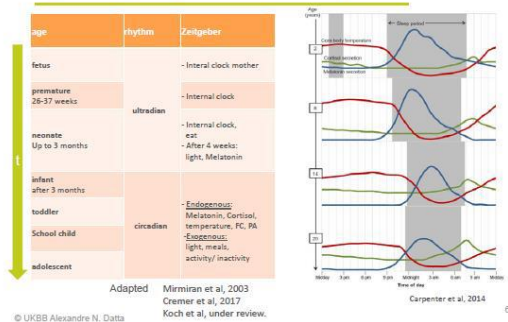 age
rhythm
Zeitgeber
fetus
- Interal clock mother
premature
26-37 weeks
- Internal clock
ultradian
neonate
Up to 3 months
- Internal clock,
eat
- After 4 weeks:
light, Melatonin
infant
after 3 months
toddler
School child
adolescent
circadian
- Endogenous:
Melatonin, Cortisol,
temperature, FC, PA
- Exogenous:
light, meals,
activity/ inactivity
t
Adapted
Mirmiran et al, 2003
Cremer et al, 2017
Koch et al, under review.
© UKBB Alexandre N. Datta
Age
(years)
Sleep period
Core body temperature
Cortisol secretion
Melatonin secretion
2
Midnight
Time of day
Carpenter et al, 2014
6